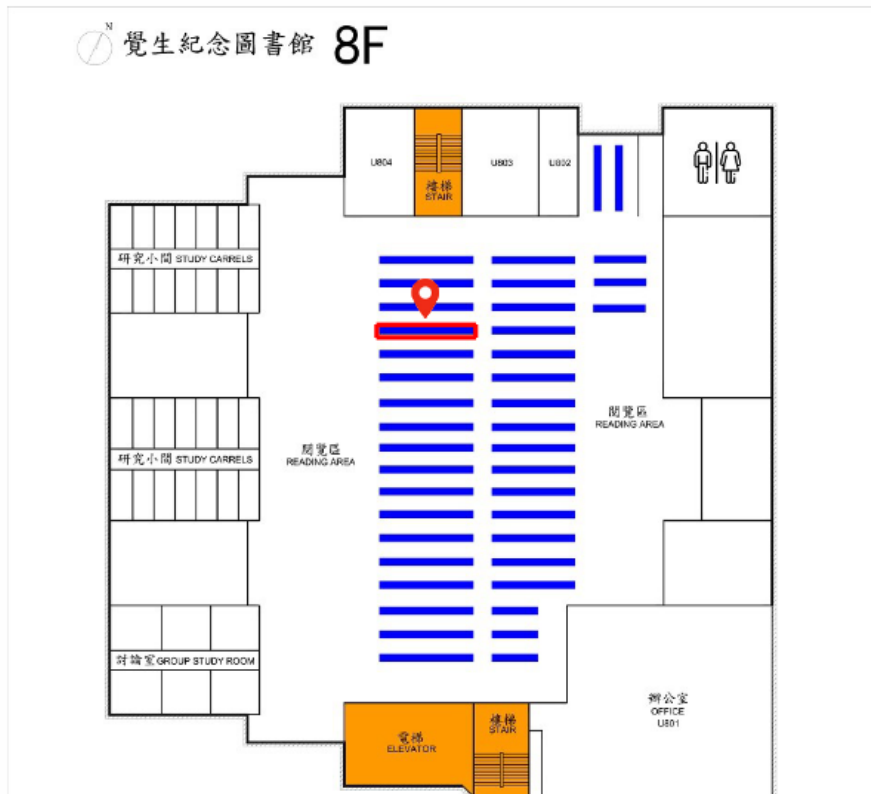 N
覺生紀念圖書館 8F
U804
樓梯
STAIR
U803
U802
研究小間 STUDY CARRELS
閱覽區
READING AREA
閱覽區
READING AREA
研究小間 STUDY CARRELS
討論室 GROUP STUDY ROOM
辦公室
OFFICE
U801
電梯
ELEVATOR
樓梯
STAIR